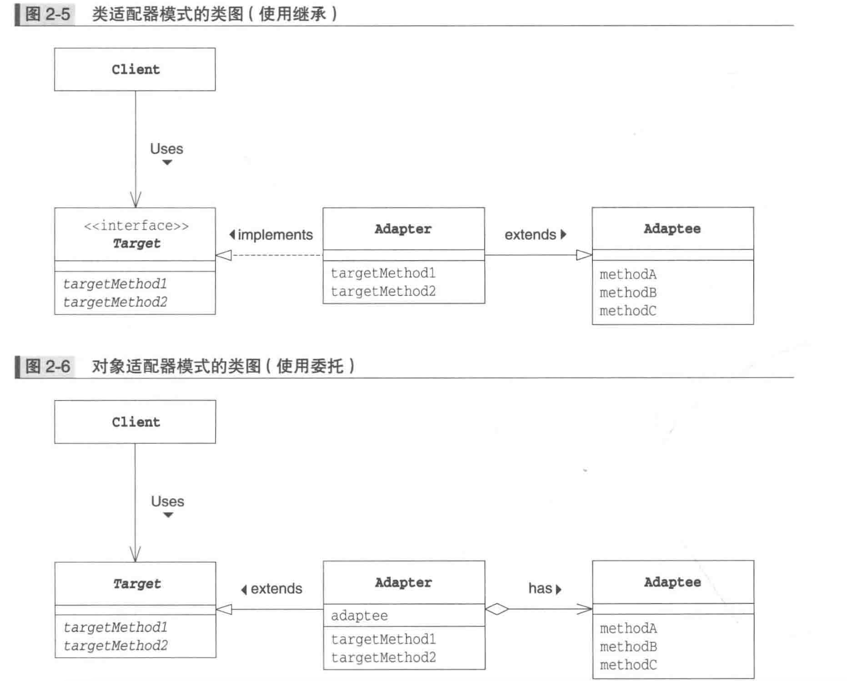 图 2-5 类适配器模式的类图(使用继承)
Client
Uses
<<interface>>
Target
targetMethod1
targetMethod2
implements
Adapter
targetMethod1
targetMethod2
extends
Adaptee
methodA
methodB
methodC
图 2-6 对象适配器模式的类图(使用委托)
Client
Uses
Target
targetMethod1
targetMethod2
extends
Adapter
adaptee
targetMethod1
targetMethod2
has
Adaptee
methodA
methodB
methodC